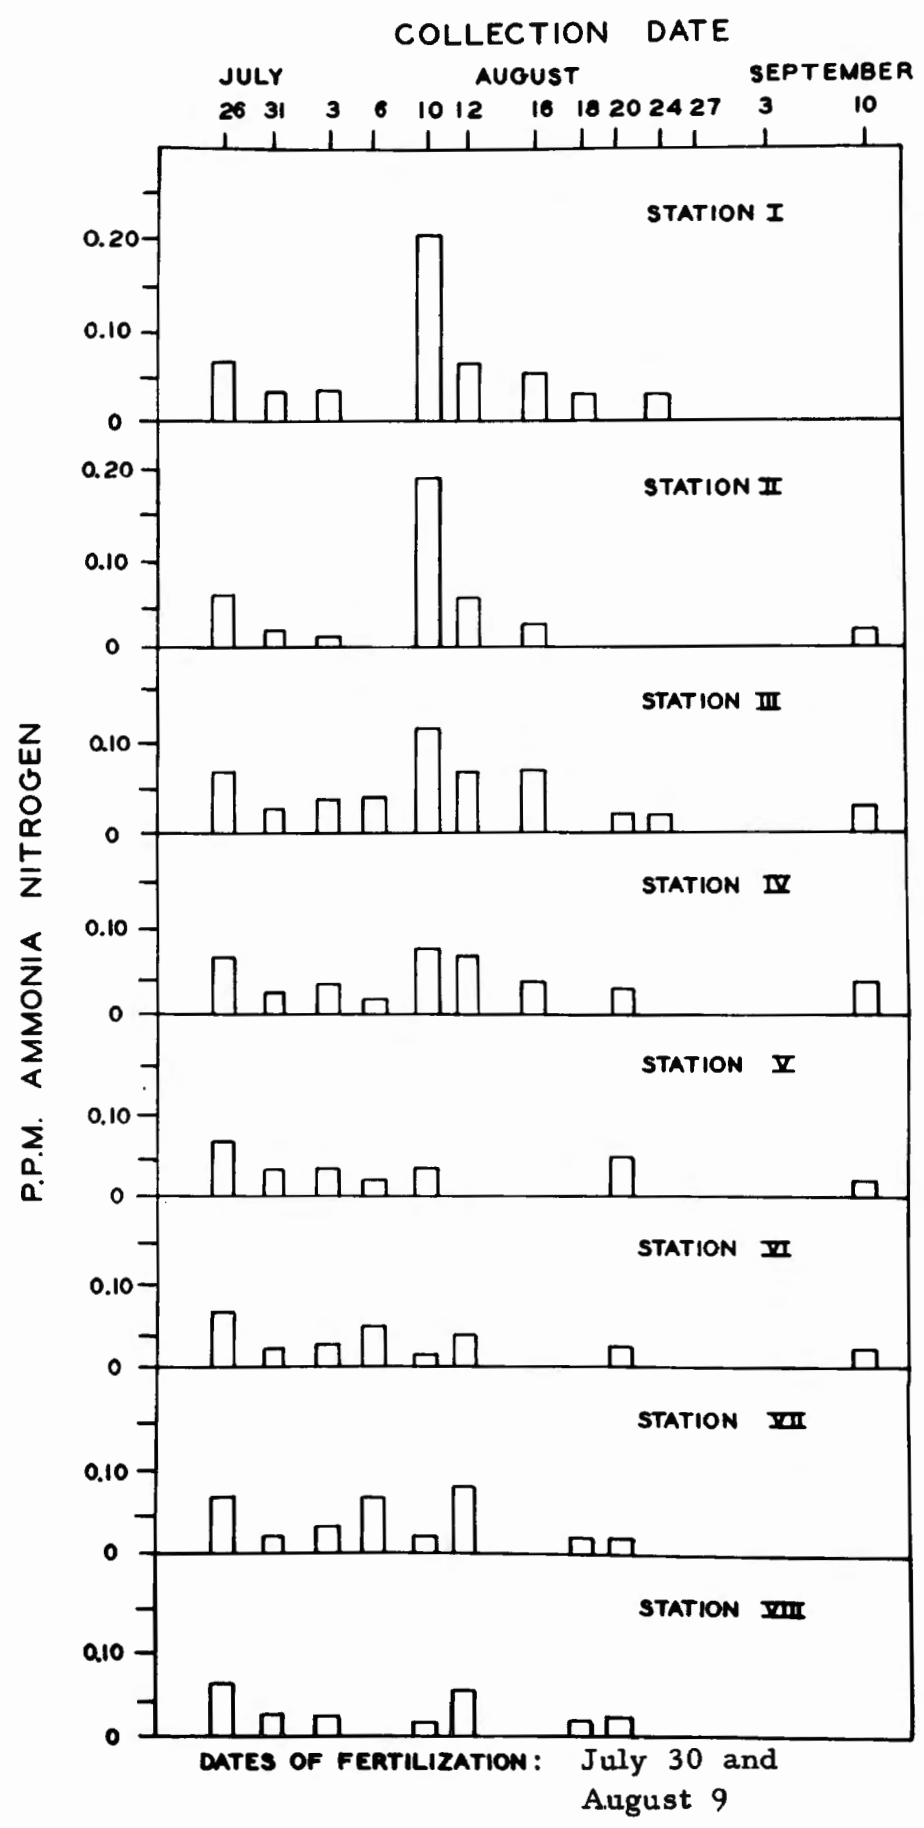 COLLECTION DATE
JULY AUGUST SEPTEMBER
26 31 3 6 10 12 16 18 20 24 27 3 10
STATION I
0.20
0.10
0
STATION II
0.20
0.10
0
STATION III
0.10
0
STATION IV
0.10
0
STATION V
0.10
0
STATION VI
0.10
0
STATION VII
0.10
0
STATION VIII
0.10
0
P.P.M. AMMONIA NITROGEN
DATES OF FERTILIZATION: July 30 and
August 9